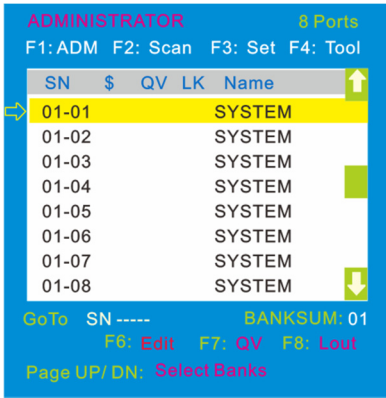 ADMINISTRATOR 8 Ports
F1: ADM F2: Scan F3: Set F4: Tool
SN $ QV LK Name
01-01 SYSTEM
01-02 SYSTEM
01-03 SYSTEM
01-04 SYSTEM
01-05 SYSTEM
01-06 SYSTEM
01-07 SYSTEM
01-08 SYSTEM
GoTo SN ----- BANKSUM: 01
F6: Edit F7: QV F8: Lout
Page UP/ DN: Select Banks